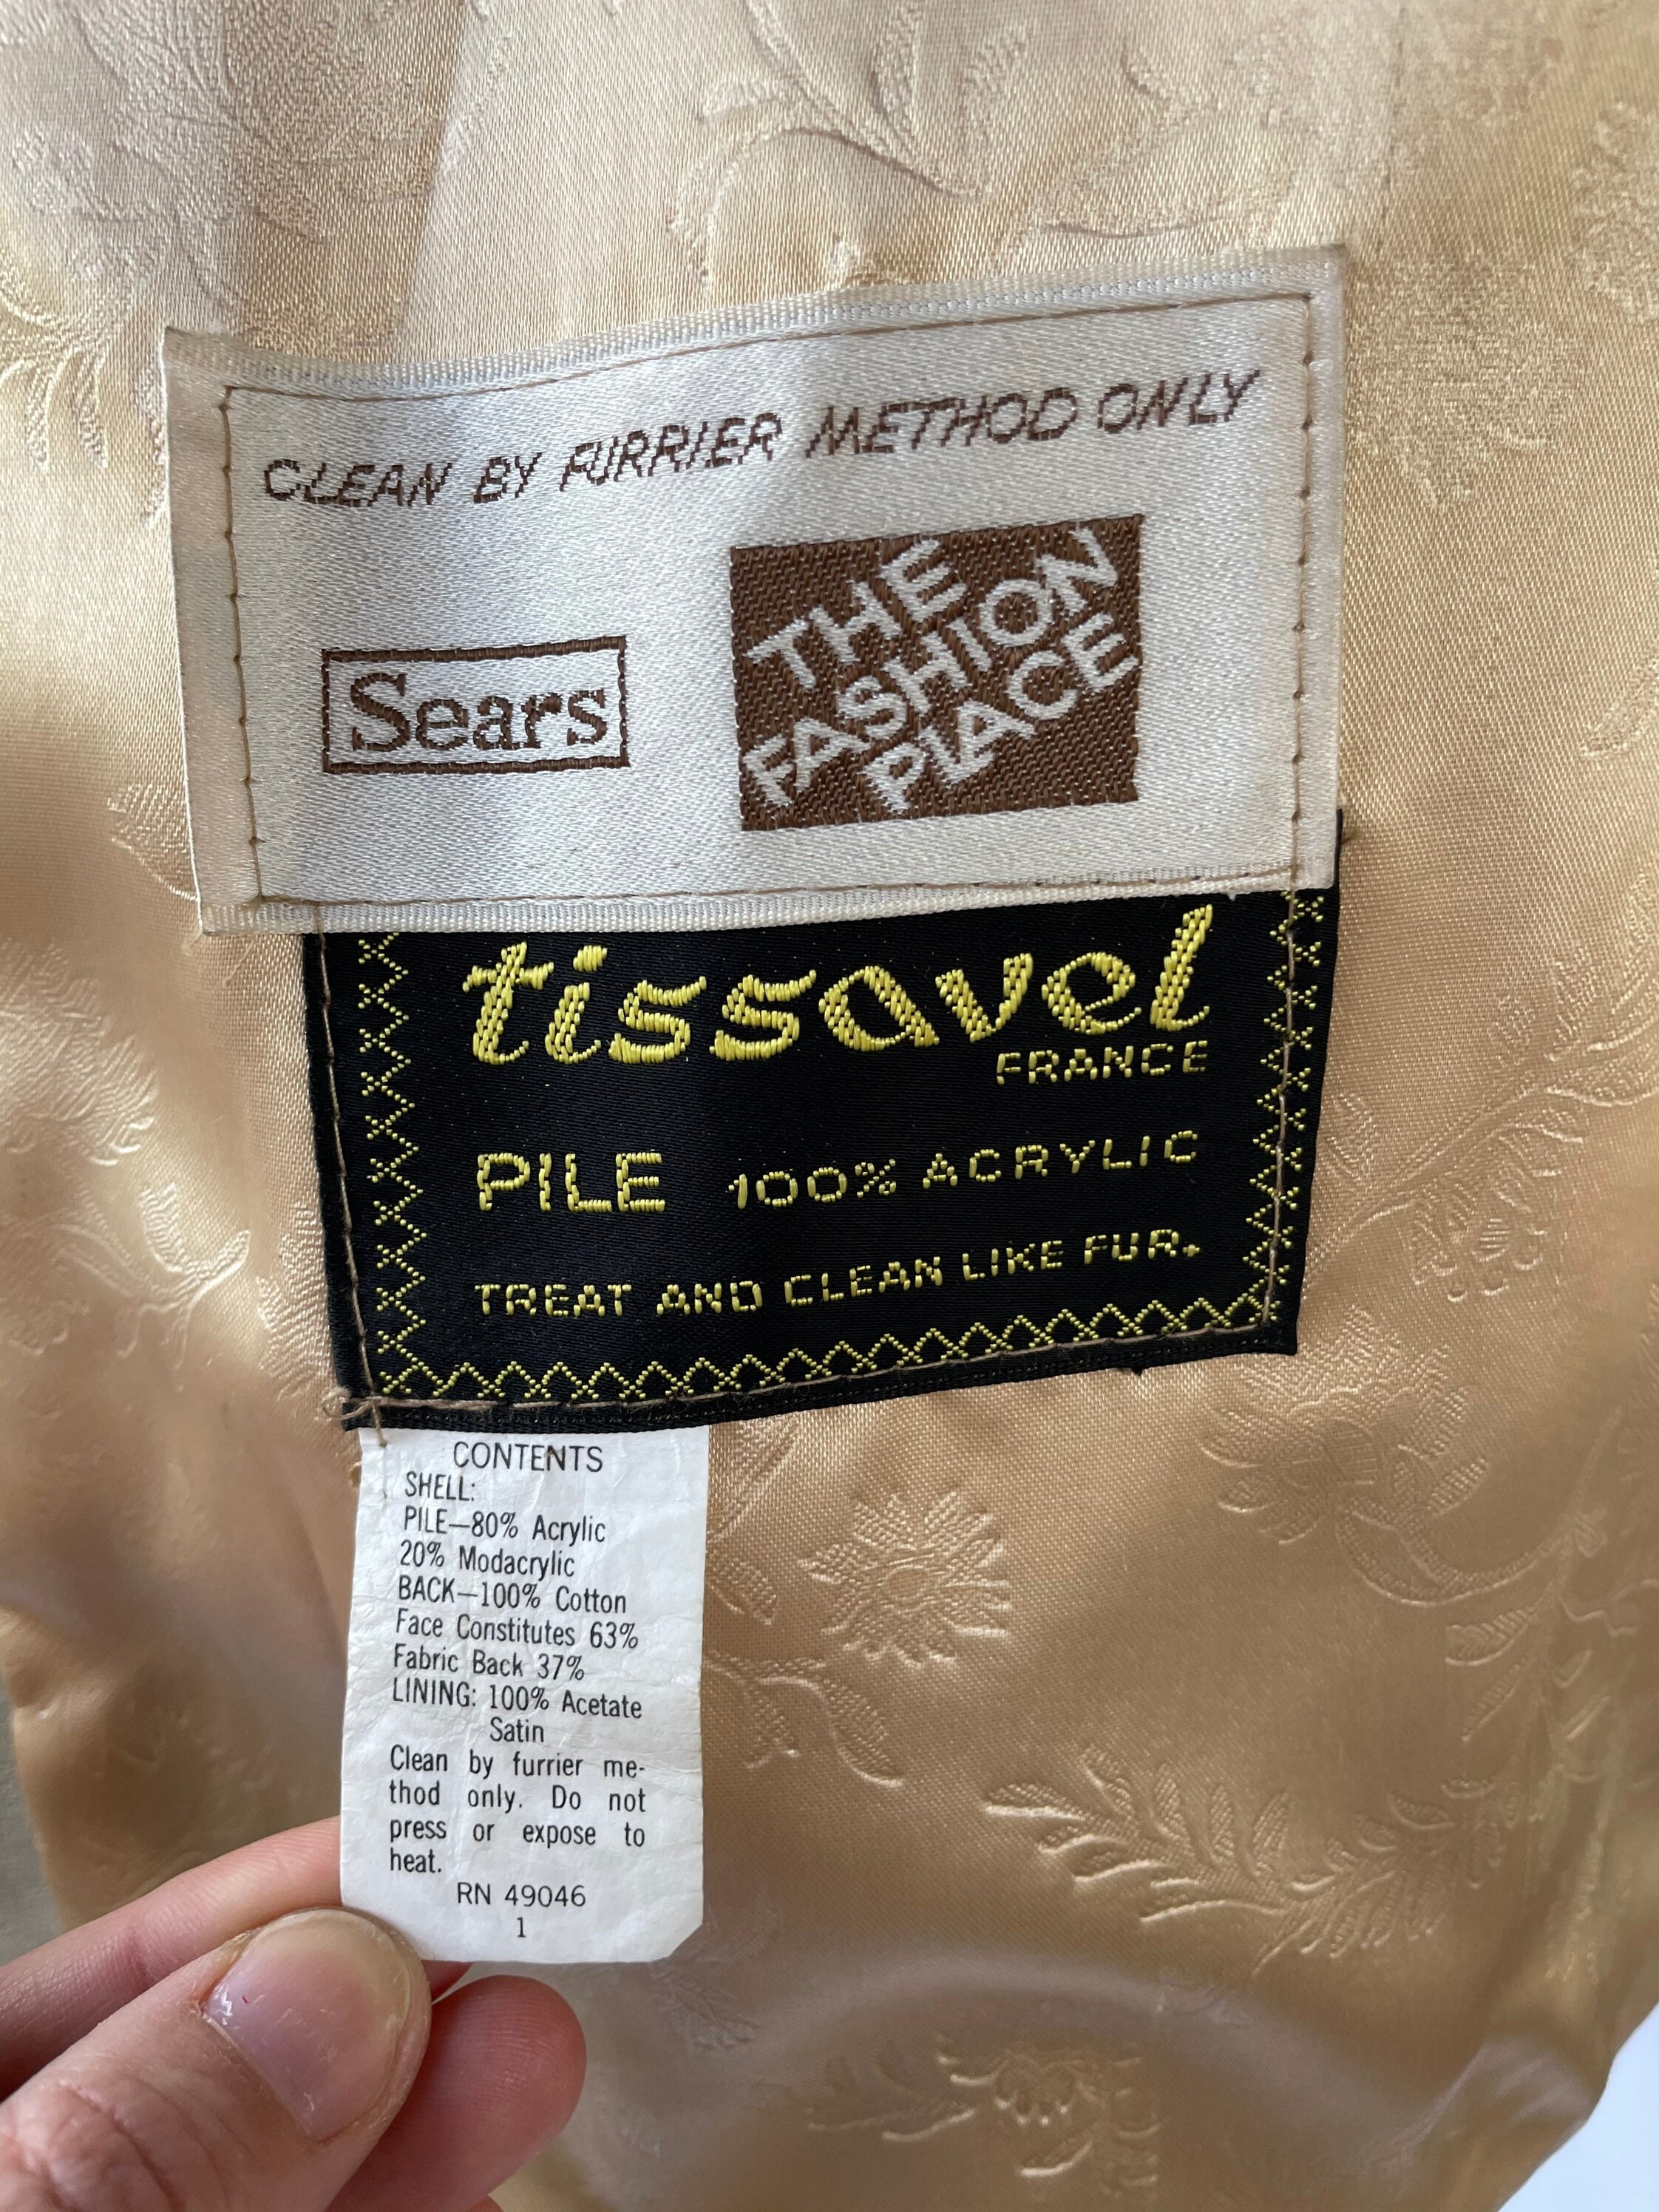 CLEAN BY FURRIER METHOD ONLY
Sears
THE
FASHION
PLACE
tissavel
FRANCE
PILE 100% ACRYLIC
TREAT AND CLEAN LIKE FUR.
CONTENTS
SHELL:
PILE—80% Acrylic
20% Modacrylic
BACK—100% Cotton
Face Constitutes 63%
Fabric Back 37%
LINING: 100% Acetate
Satin
Clean by furrier me-
thod only. Do not
press or expose to
heat.
RN 49046
1